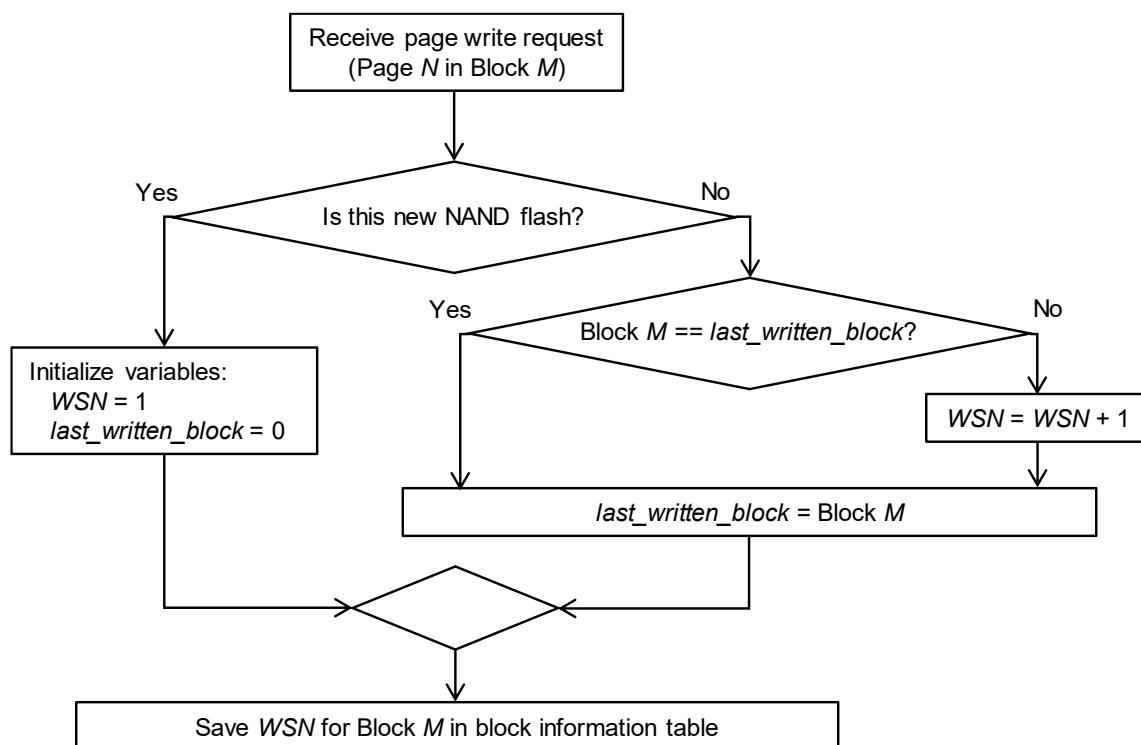 Receive page write request
(Page N in Block M)
Yes
No
Is this new NAND flash?
Yes
No
Block M == last_written_block?
Initialize variables:
WSN = 1
last_written_block = 0
WSN = WSN + 1
last_written_block = Block M
Save WSN for Block M in block information table